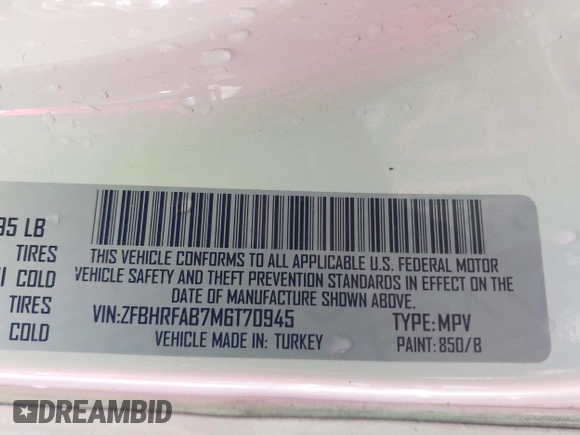 95 LB
TIRES
COLD
TIRES
COLD
THIS VEHICLE CONFORMS TO ALL APPLICABLE U.S. FEDERAL MOTOR
VEHICLE SAFETY AND THEFT PREVENTION STANDARDS IN EFFECT ON THE
DATE OF MANUFACTURE SHOWN ABOVE.
VIN:ZFBHRFAB7M6T70945 TYPE:MPV
VEHICLE MADE IN: TURKEY PAINT: 850/B
DREAMBID